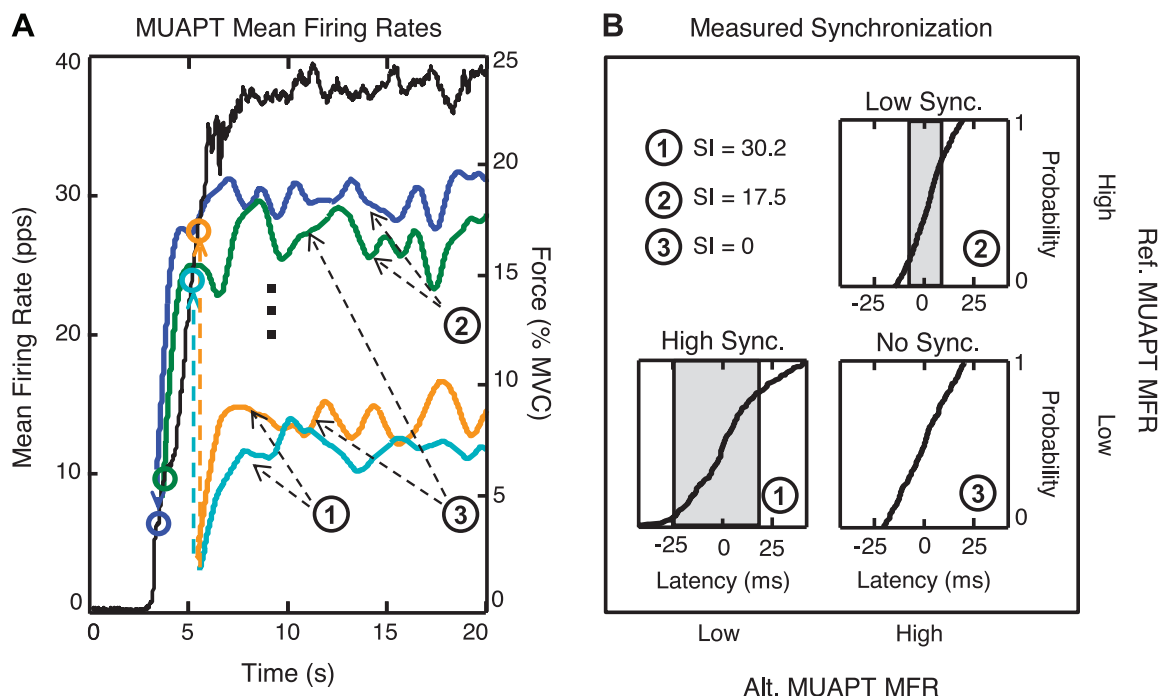 A
MUAPT Mean Firing Rates
40
30
20
10
0
Mean Firing Rate (pps)
25
20
15
10
5
0
Force (% MVC)
2
1
3
0 5 10 15 20
Time (s)
B
Measured Synchronization
1 SI = 30.2
2 SI = 17.5
3 SI = 0
Low Sync.
1
0
Probability
2
-25 0 25
High
High Sync.
1
-25 0 25
Latency (ms)
No Sync.
1
0
Probability
3
-25 0 25
Latency (ms)
Low
Ref. MUAPT MFR
Low High
Alt. MUAPT MFR